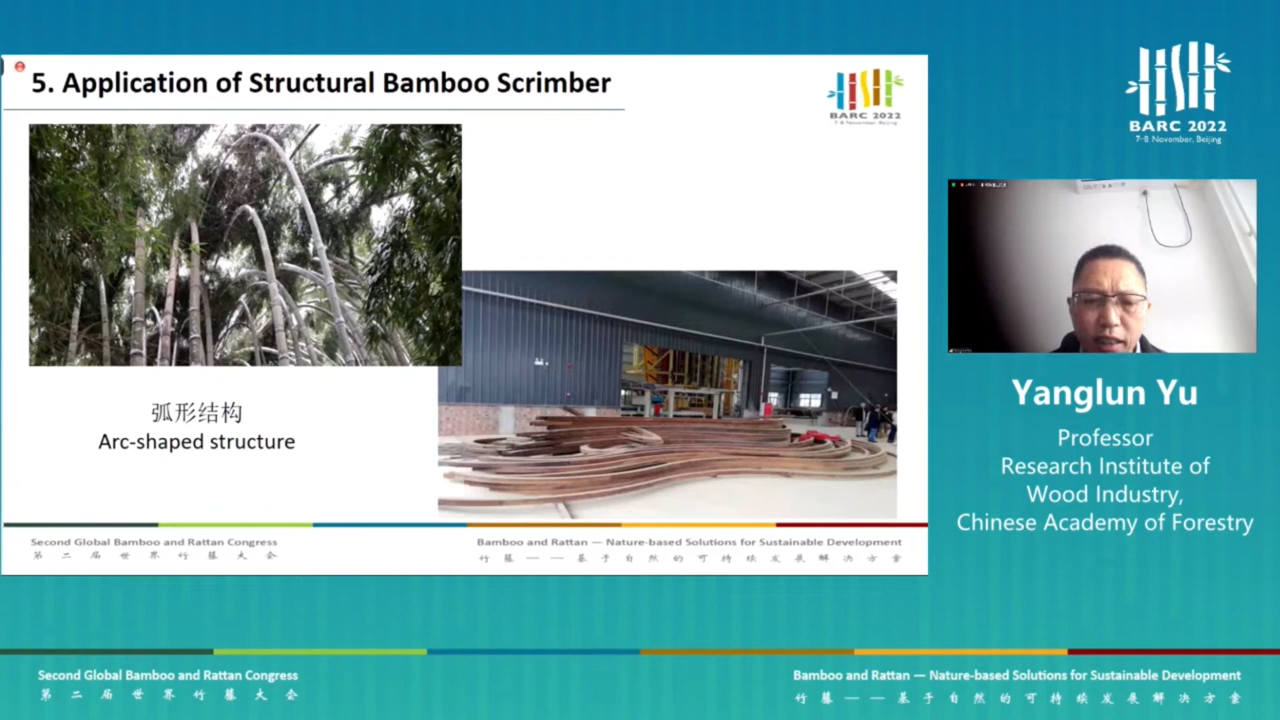 5. Application of Structural Bamboo Scrimber
BARC 2022
7-8 November, Beijing
弧形结构
Arc-shaped structure
Second Global Bamboo and Rattan Congress
第二届世界竹藤大会
Bamboo and Rattan — Nature-based Solutions for Sustainable Development
竹藤——基于自然的可持续发展解决方案
BARC 2022
7-8 November, Beijing
Yanglun Yu
Professor
Research Institute of
Wood Industry,
Chinese Academy of Forestry
Second Global Bamboo and Rattan Congress
第二届世界竹藤大会
Bamboo and Rattan — Nature-based Solutions for Sustainable Development
竹藤——基于自然的可持续发展解决方案